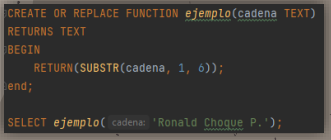 CREATE OR REPLACE FUNCTION ejemplo(cadena TEXT)
RETURNS TEXT
BEGIN
RETURN(SUBSTR(cadena, 1, 6));
end;
SELECT ejemplo( cadena: 'Ronald Choque P.');